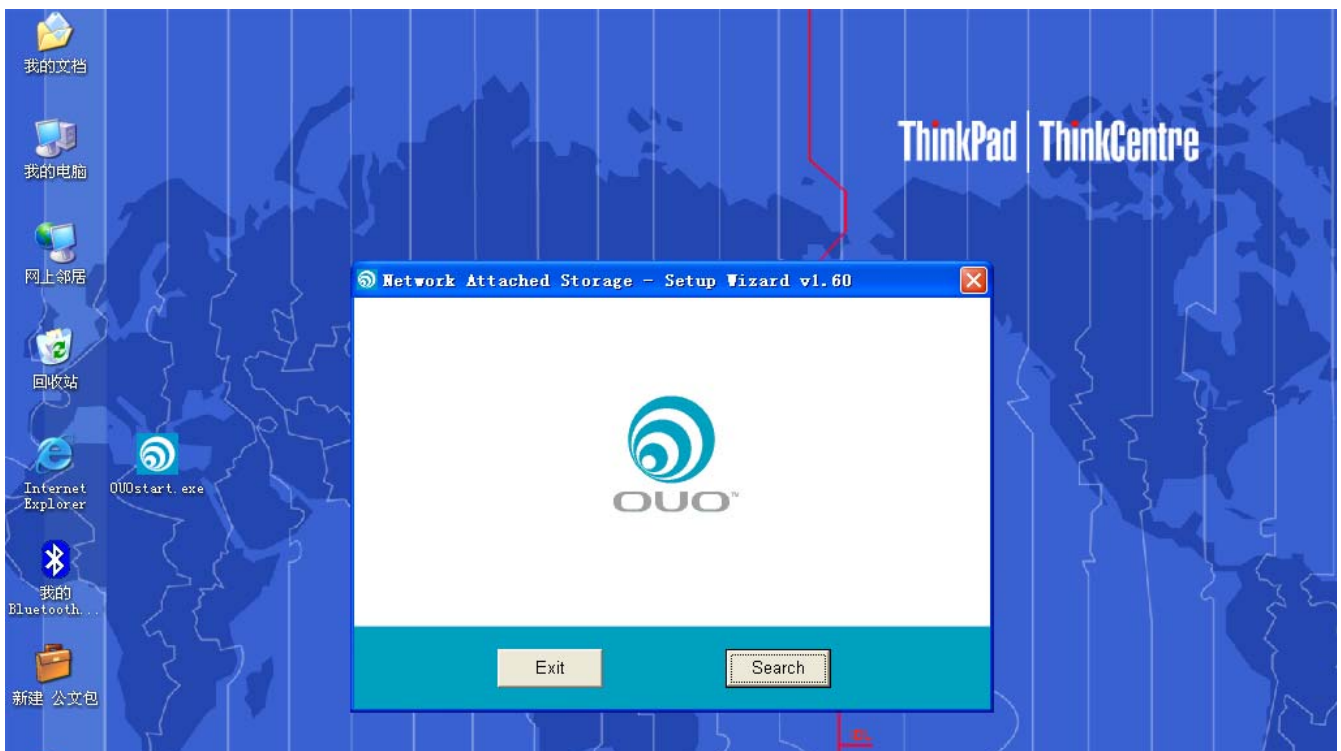 我的文档
我的电脑
网上邻居
回收站
Internet
Explorer
OUOstart.exe
我的
Bluetooth...
新建 公文包
ThinkPad ThinkCentre
Network Attached Storage - Setup Wizard v1.60
OUO™
Exit
Search